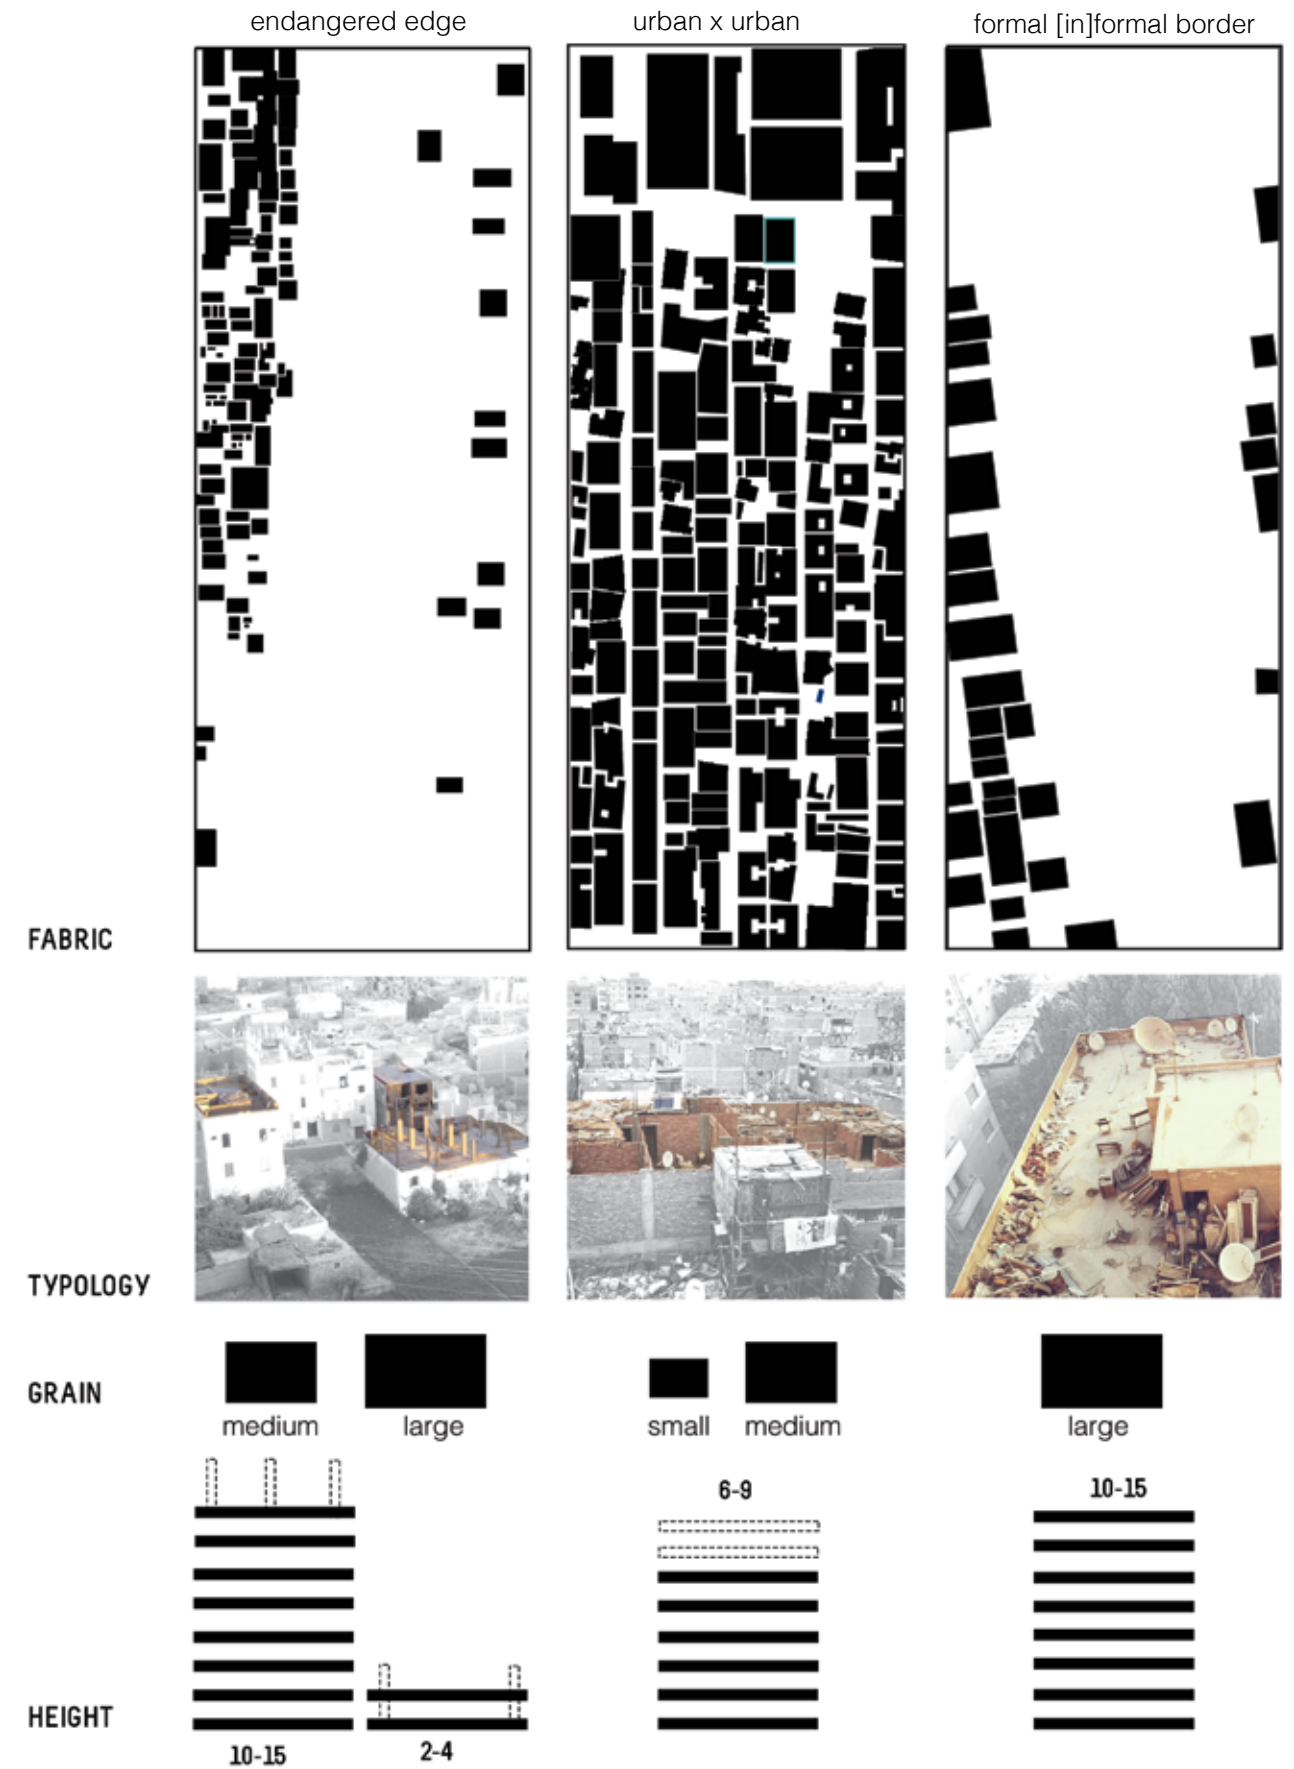 endangered edge
urban x urban
formal [in]formal border
FABRIC
TYPOLOGY
GRAIN
medium
large
small
medium
large
6-9
10-15
HEIGHT
10-15
2-4